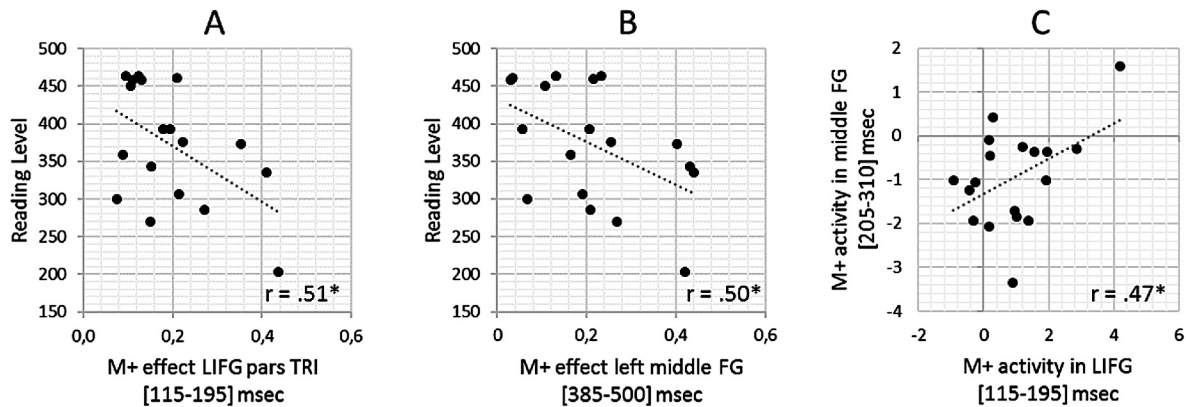 A
500
450
400
350
300
250
200
150
Reading Level
0,0 0,2 0,4 0,6
r = .51*
M+ effect LIFG pars TRI
[115-195] msec
B
500
450
400
350
300
250
200
150
Reading Level
0,0 0,2 0,4 0,6
r = .50*
M+ effect left middle FG
[385-500] msec
C
2
1
0
-1
-2
-3
-4
M+ activity in middle FG
[205-310] msec
-2 0 2 4 6
r = .47*
M+ activity in LIFG
[115-195] msec